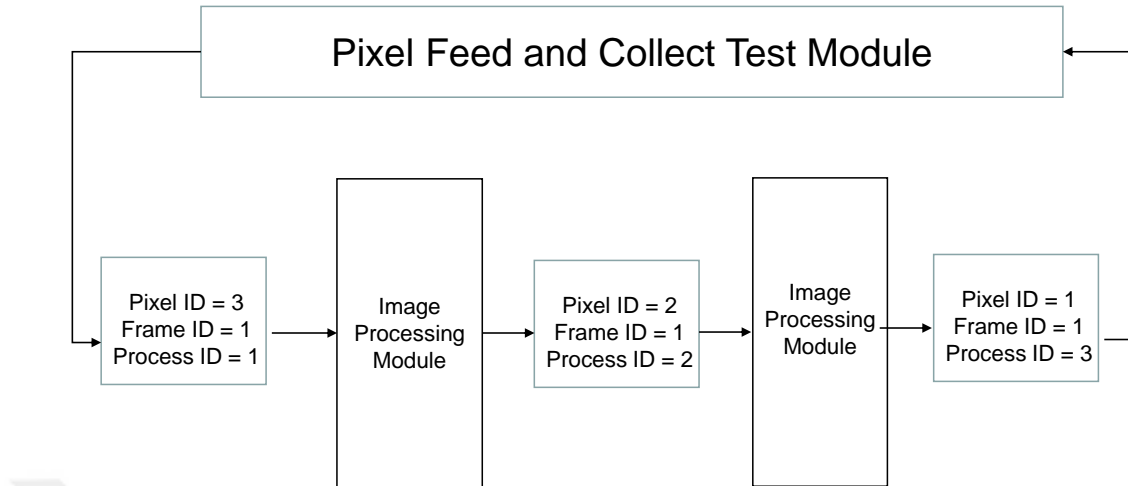 Pixel Feed and Collect Test Module
Pixel ID = 3
Frame ID = 1
Process ID = 1
Image
Processing
Module
Pixel ID = 2
Frame ID = 1
Process ID = 2
Image
Processing
Module
Pixel ID = 1
Frame ID = 1
Process ID = 3